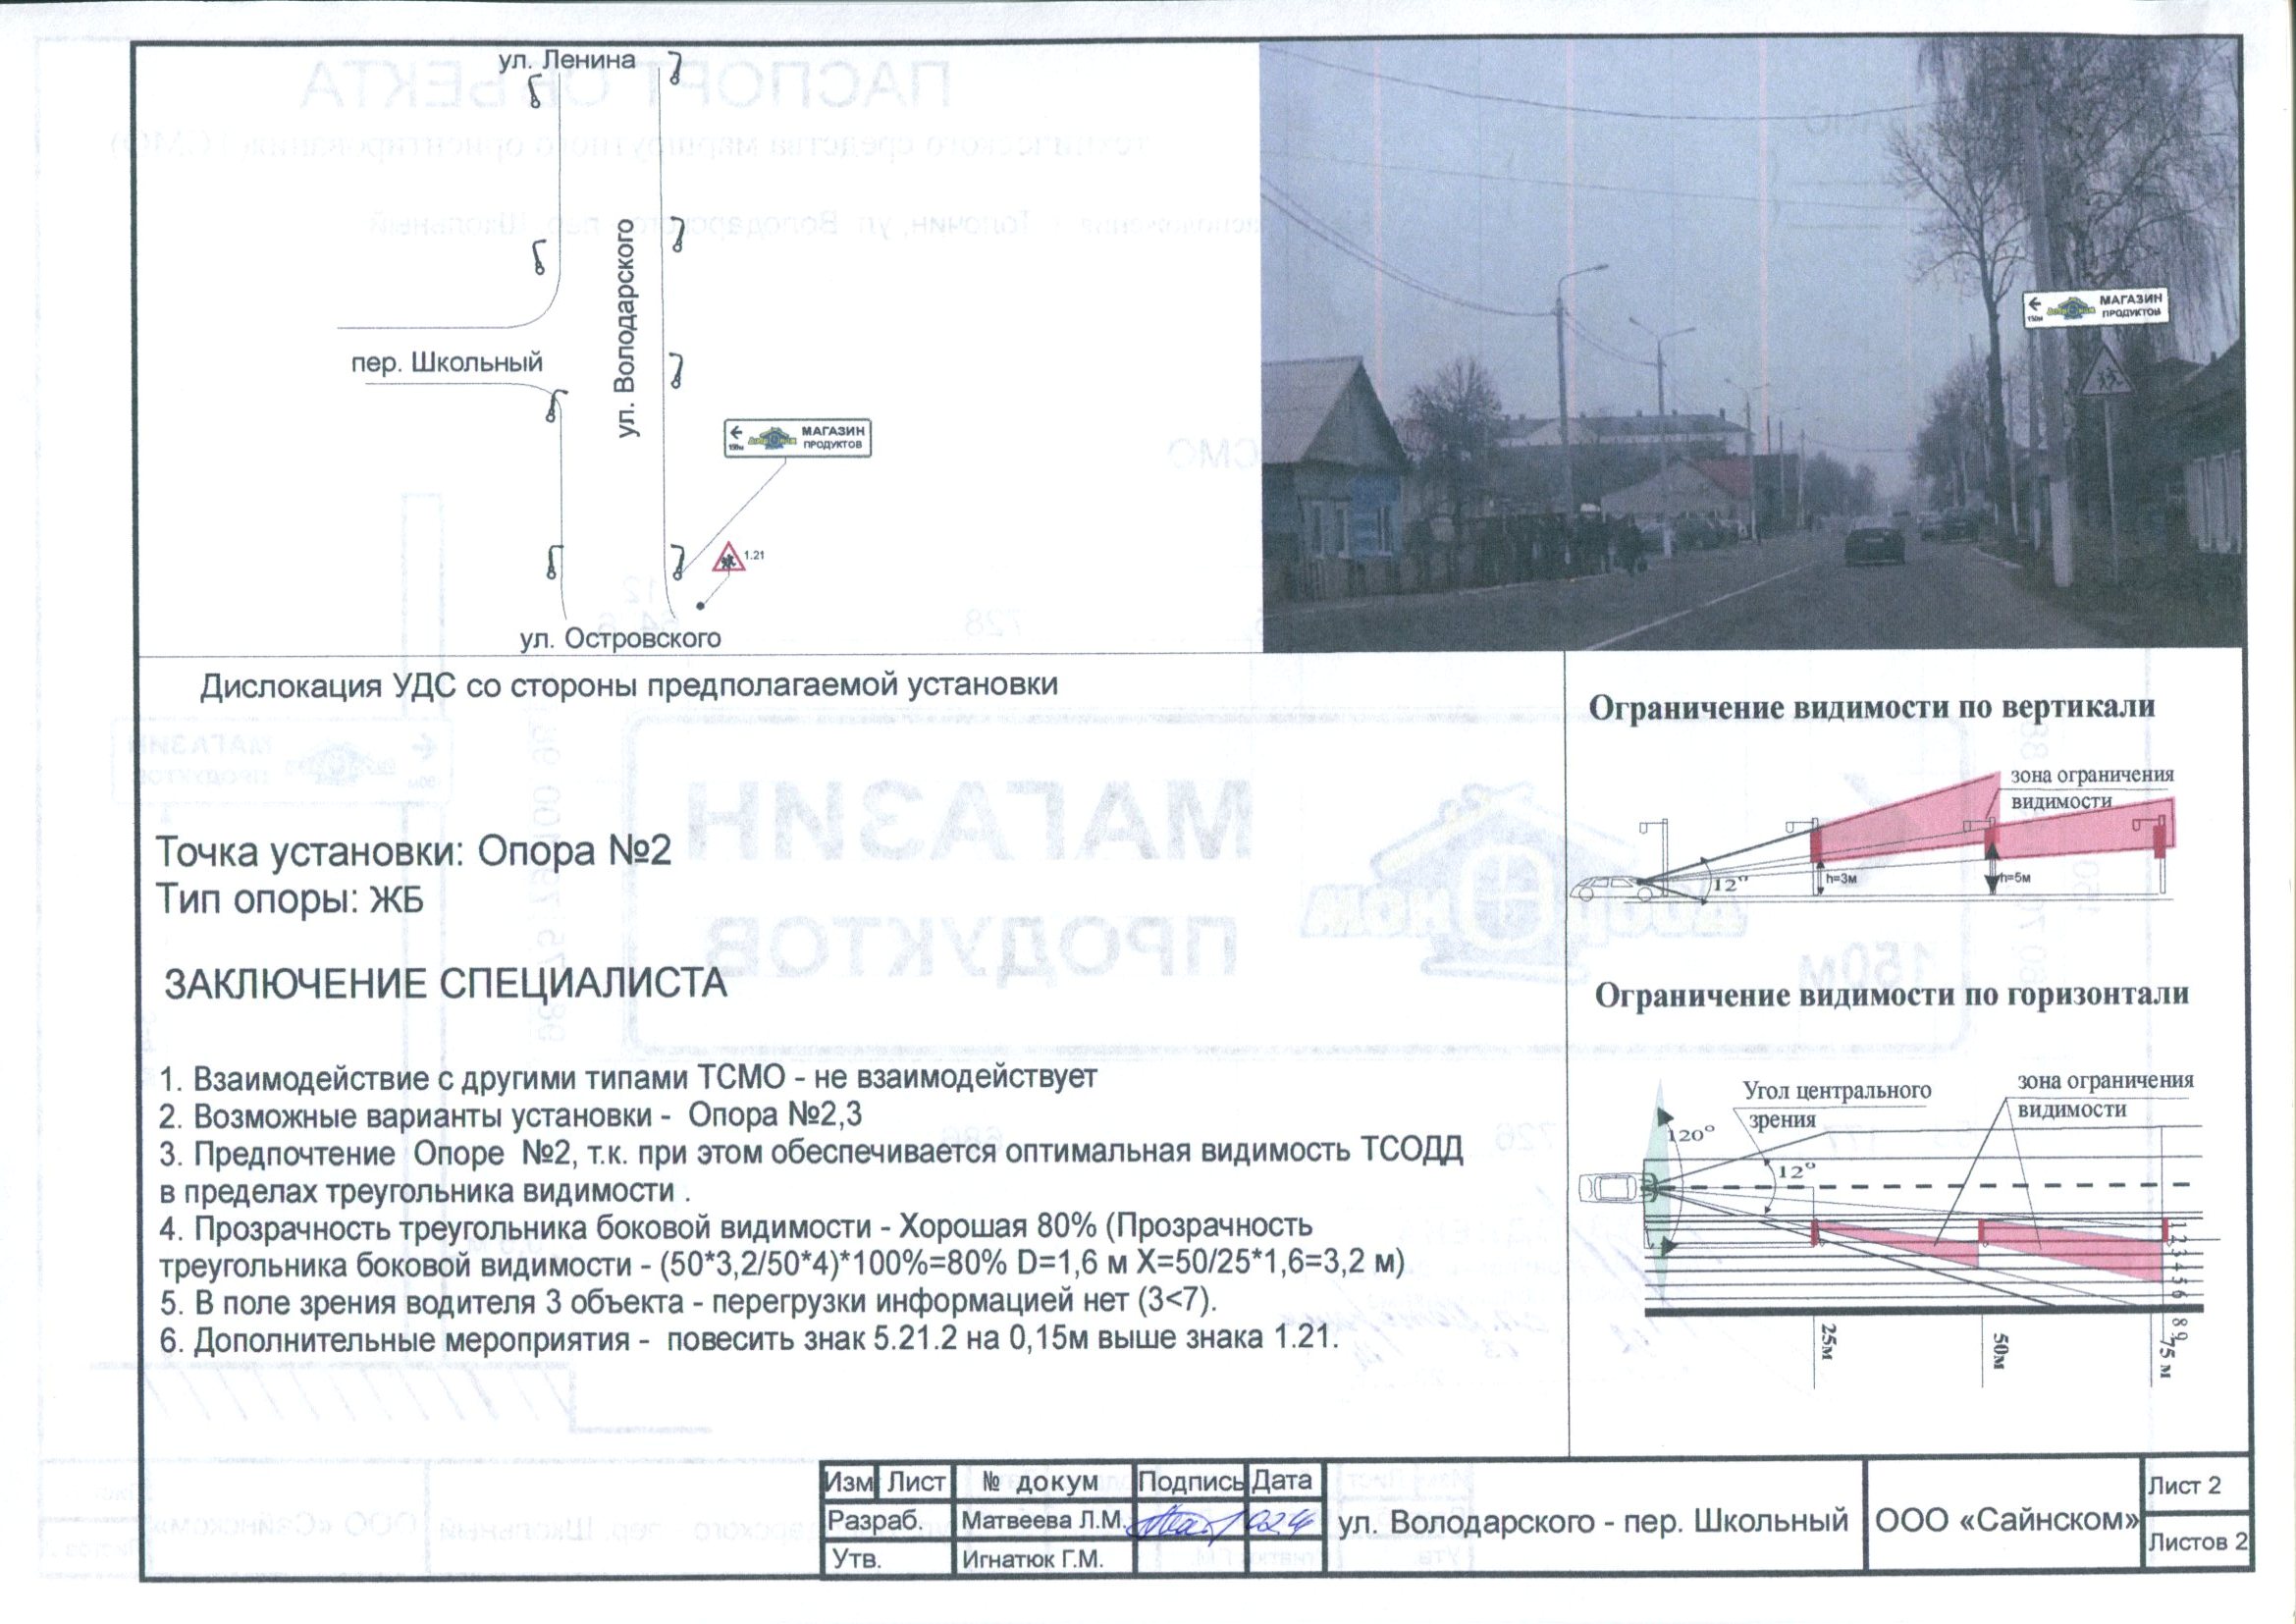 ул. Ленина
ул. Володарского
пер. Школьный
150м
МАГАЗИН
ПРОДУКТОВ
1.21
ул. Островского
150м
МАГАЗИН
ПРОДУКТОВ
Дислокация УДС со стороны предполагаемой установки
Точка установки: Опора №2
Тип опоры: ЖБ
ЗАКЛЮЧЕНИЕ СПЕЦИАЛИСТА
1. Взаимодействие с другими типами ТСМО - не взаимодействует
2. Возможные варианты установки - Опора №2,3
3. Предпочтение Опоре №2, т.к. при этом обеспечивается оптимальная видимость ТСОДД
в пределах треугольника видимости .
4. Прозрачность треугольника боковой видимости - Хорошая 80% (Прозрачность
треугольника боковой видимости - (50*3,2/50*4)*100%=80% D=1,6 м X=50/25*1,6=3,2 м)
5. В поле зрения водителя 3 объекта - перегрузки информацией нет (3<7).
6. Дополнительные мероприятия - повесить знак 5.21.2 на 0,15м выше знака 1.21.
Ограничение видимости по вертикали
зона ограничения
видимости
12°
h=3м
h=5м
Ограничение видимости по горизонтали
Угол центрального
зрения
зона ограничения
видимости
120°
12°
1 2 3 4 5 6 8 9
25м
50м
75 м
Изм Лист № докум Подпись Дата
Разраб. Матвеева Л.М.
Утв. Игнатюк Г.М.
ул. Володарского - пер. Школьный
ООО «Сайнском»
Лист 2
Листов 2